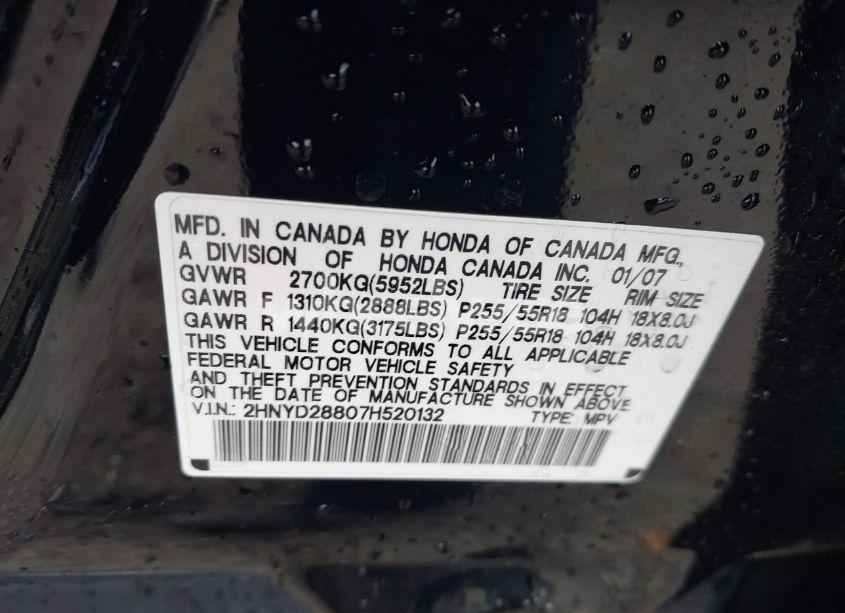 MFD. IN CANADA BY HONDA OF CANADA MFG.,
A DIVISION OF HONDA CANADA INC. 01/07
GVWR 2700KG(5952LBS) TIRE SIZE RIM SIZE
GAWR F 1310KG(2888LBS) P255/55R18 104H 18X8.0J
GAWR R 1440KG(3175LBS) P255/55R18 104H 18X8.0J
THIS VEHICLE CONFORMS TO ALL APPLICABLE
FEDERAL MOTOR VEHICLE SAFETY
AND THEFT PREVENTION STANDARDS IN EFFECT
ON THE DATE OF MANUFACTURE SHOWN ABOVE.
V.I.N.: 2HNYD28807H520132 TYPE: MPV